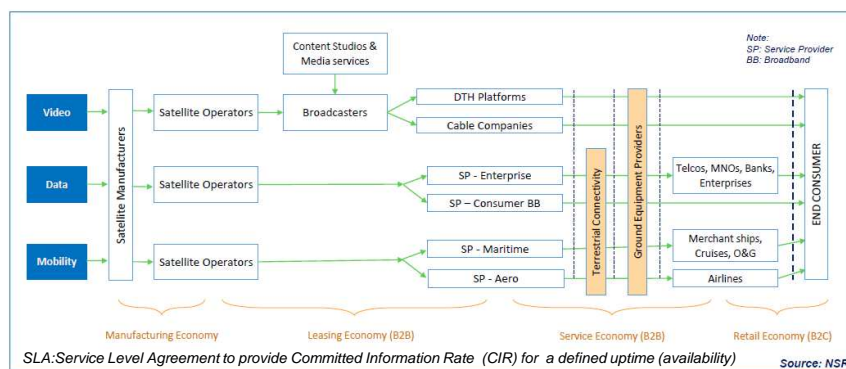 Note:
SP: Service Provider
BB: Broadband
Content Studios &
Media services
Video
Satellite Manufacturers
Satellite Operators
Broadcasters
DTH Platforms
Cable Companies
Terrestrial Connectivity
Ground Equipment Providers
END CONSUMER
Data
Satellite Operators
SP - Enterprise
SP – Consumer BB
Telcos, MNOs, Banks,
Enterprises
Mobility
Satellite Operators
SP - Maritime
SP - Aero
Merchant ships,
Cruises, O&G
Airlines
Manufacturing Economy
Leasing Economy (B2B)
Service Economy (B2B)
Retail Economy (B2C)
SLA:Service Level Agreement to provide Committed Information Rate (CIR) for a defined uptime (availability)
Source: NSR